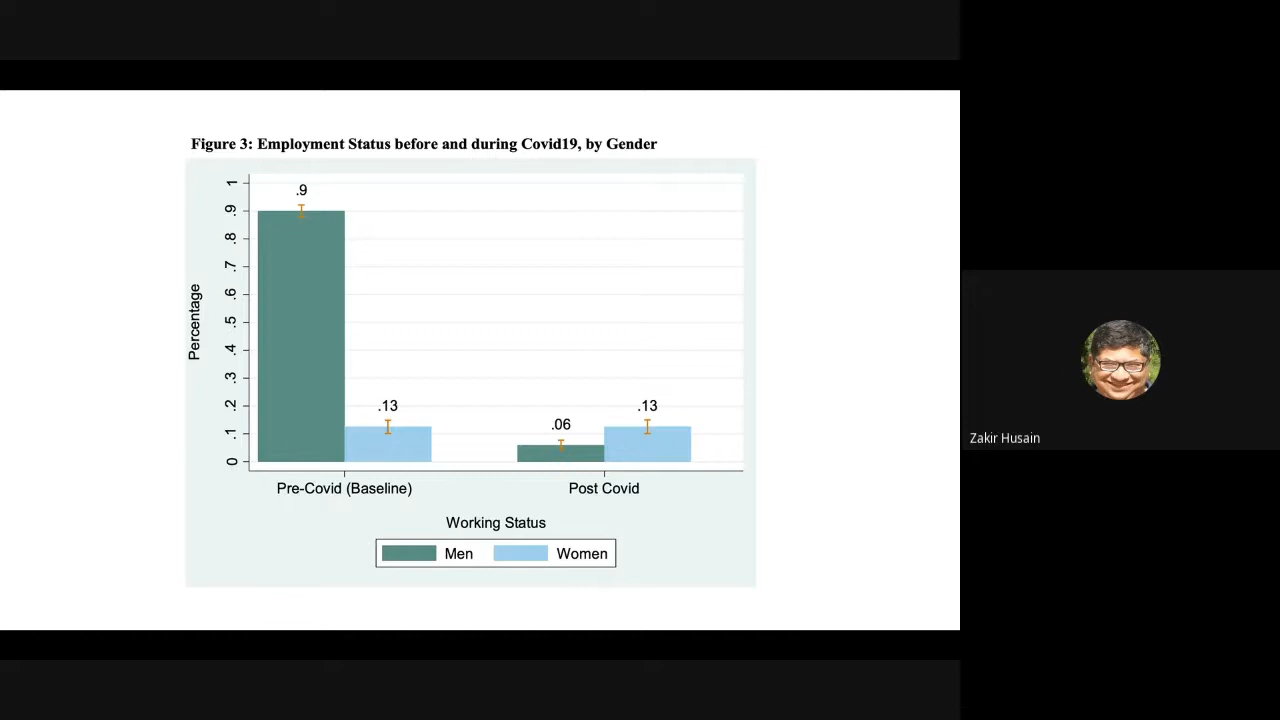 Figure 3: Employment Status before and during Covid19, by Gender
Percentage
1
.9
.8
.7
.6
.5
.4
.3
.2
.1
0
.9
.13
.06
.13
Pre-Covid (Baseline)
Post Covid
Working Status
Men
Women
Zakir Husain